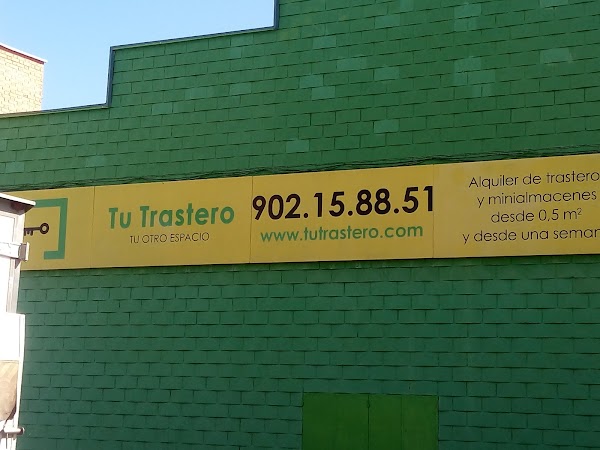 Tu Trastero
TU OTRO ESPACIO
902.15.88.51
www.tutrastero.com
Alquiler de trastero
y minialmacenes
desde 0,5 m²
y desde una seman